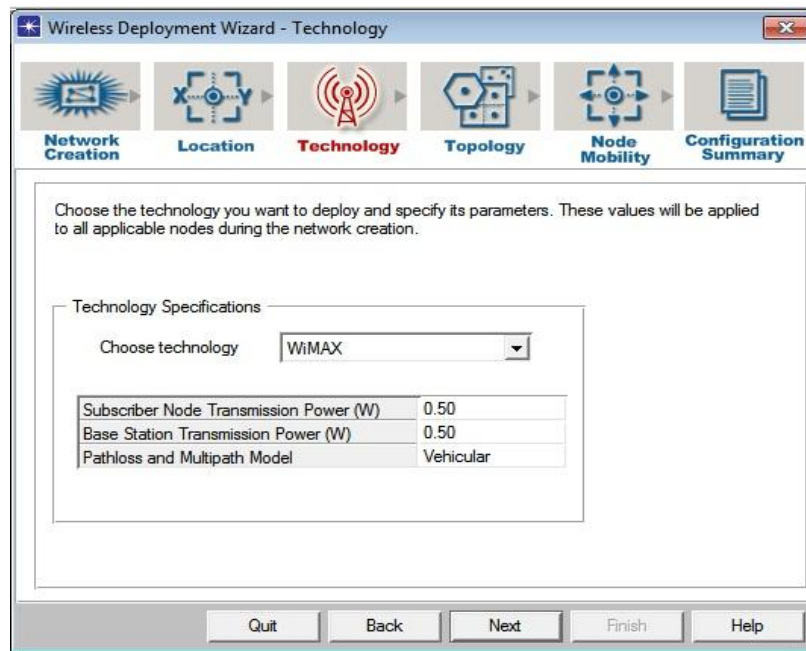 Wireless Deployment Wizard - Technology
X Y
Network Creation
Location
Technology
Topology
Node Mobility
Configuration Summary
Choose the technology you want to deploy and specify its parameters. These values will be applied
to all applicable nodes during the network creation.
Technology Specifications
Choose technology WiMAX
Subscriber Node Transmission Power (W) 0.50
Base Station Transmission Power (W) 0.50
Pathloss and Multipath Model Vehicular
Quit Back Next Finish Help